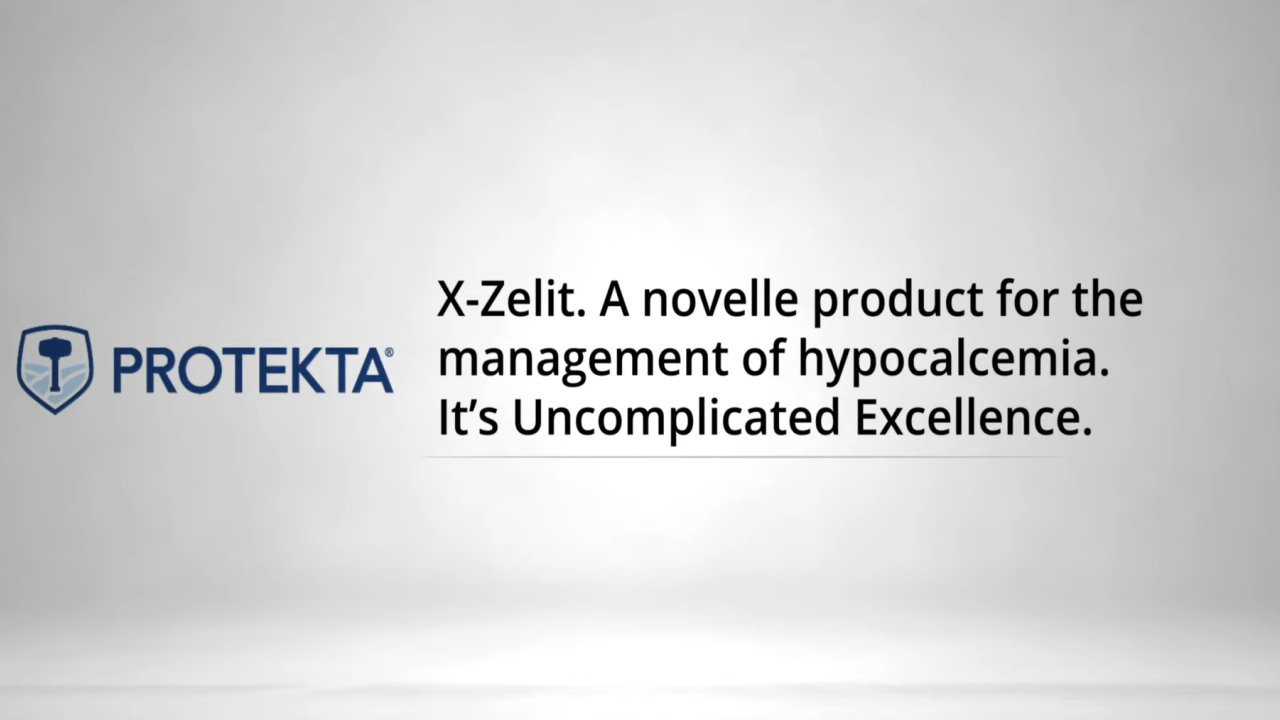 PROTEKTA®
X-Zelit. A novelle product for the
management of hypocalcemia.
It’s Uncomplicated Excellence.